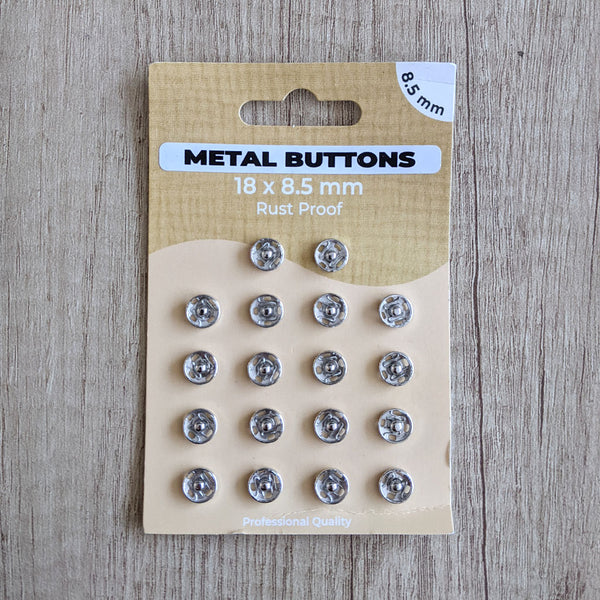 8.5 mm
METAL BUTTONS
18 x 8.5 mm
Rust Proof
Professional Quality